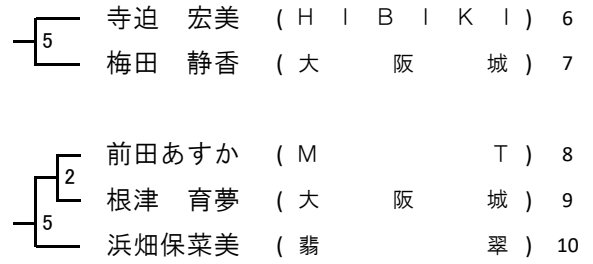 寺迫 宏美 (ＨＩＢＩＫＩ) 6
5
梅田 静香 (大阪城) 7
前田あすか (ＭＴ) 8
2
根津 育夢 (大阪城) 9
5
浜畑保菜美 (翡翠) 10